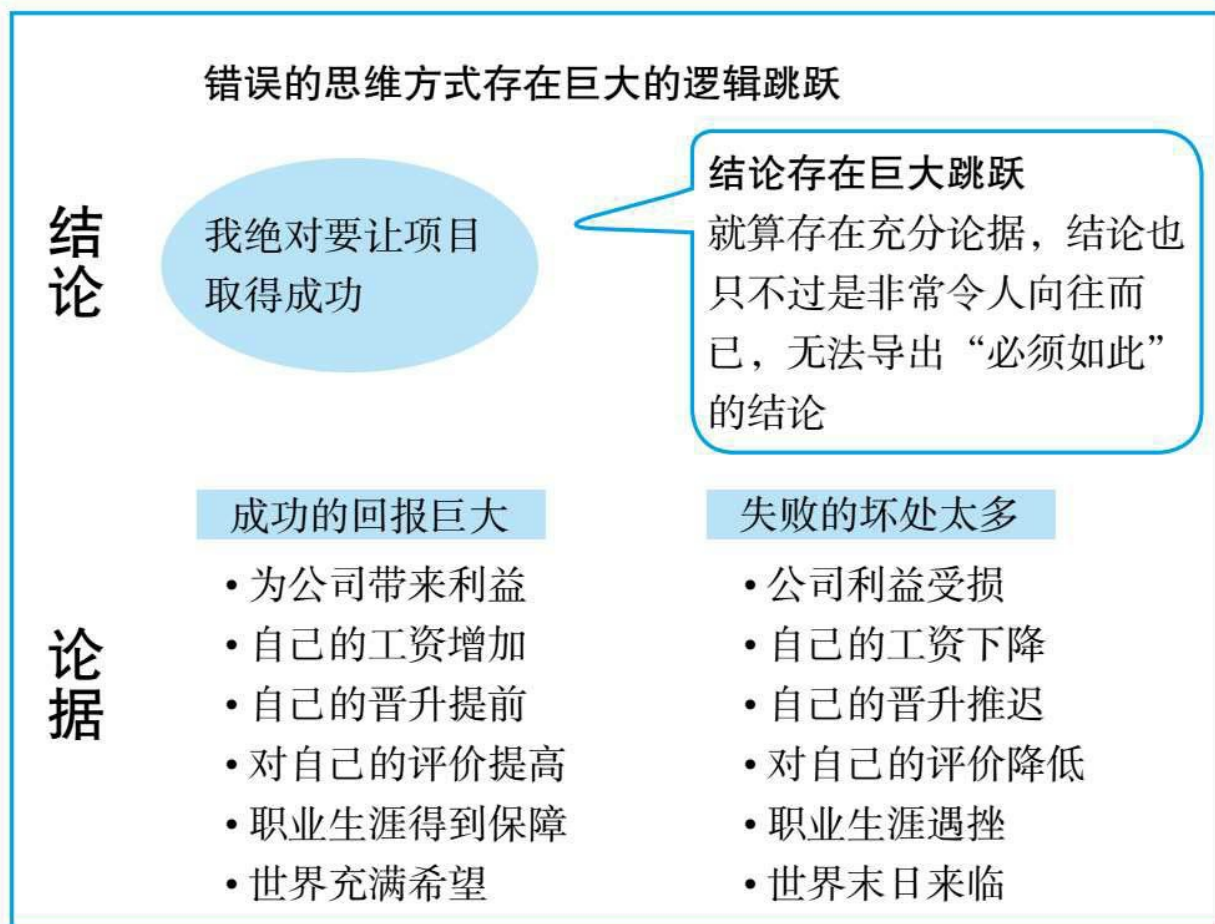 错误的思维方式存在巨大的逻辑跳跃
结论
我绝对要让项目
取得成功
结论存在巨大跳跃
就算存在充分论据，结论也
只不过是非常令人向往而
已，无法导出“必须如此”
的结论
论据
成功的回报巨大
•为公司带来利益
•自己的工资增加
•自己的晋升提前
•对自己的评价提高
•职业生涯得到保障
•世界充满希望
失败的坏处太多
•公司利益受损
•自己的工资下降
•自己的晋升推迟
•对自己的评价降低
•职业生涯遇挫
•世界末日来临